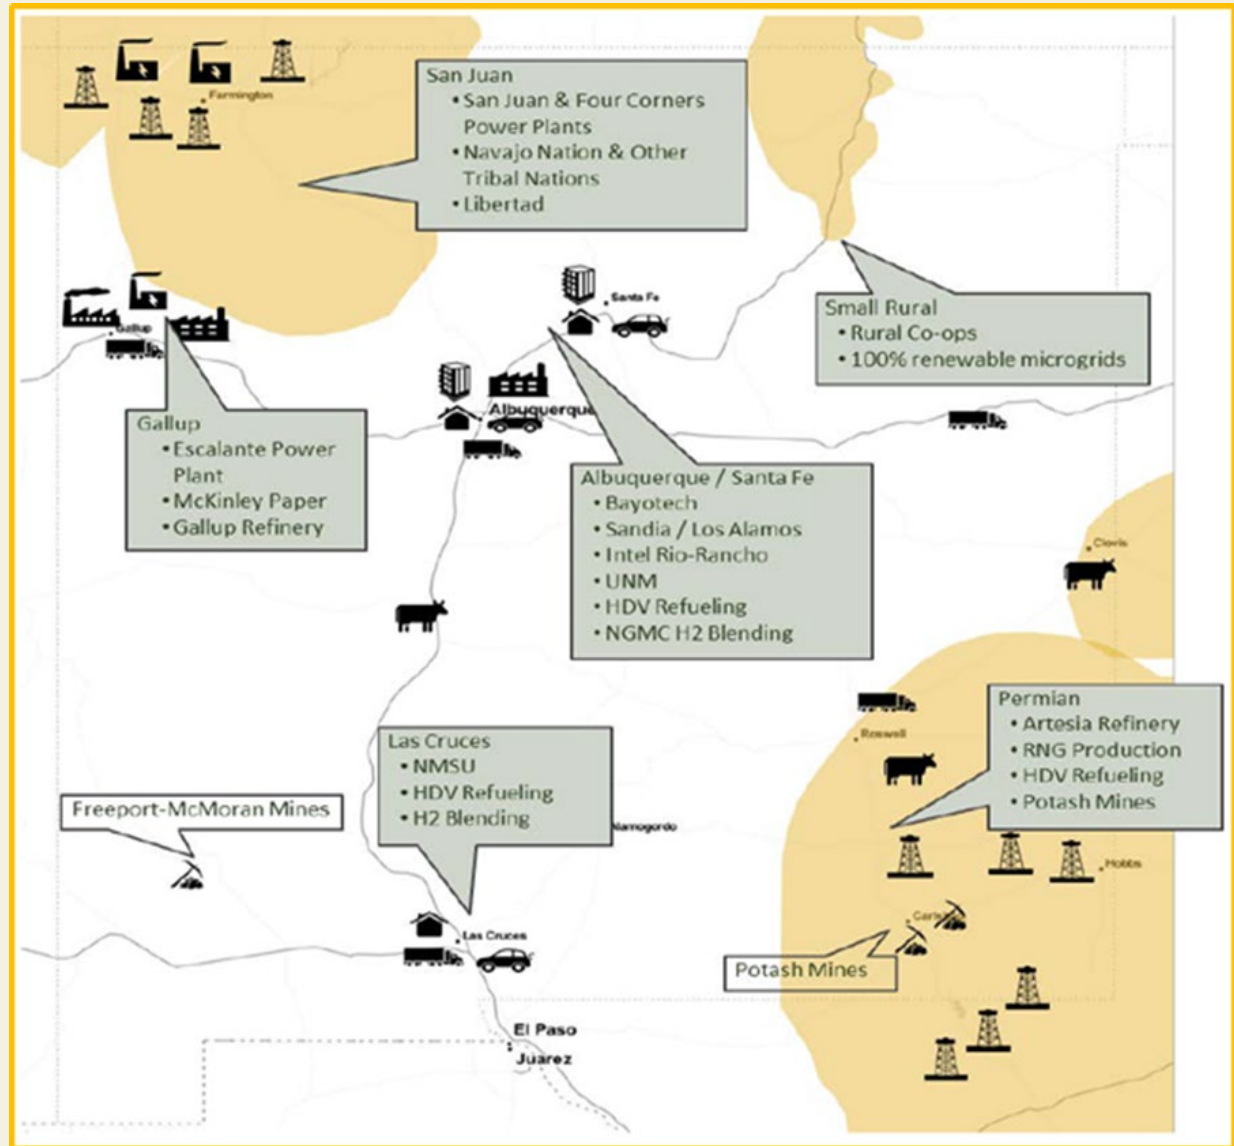 San Juan
• San Juan & Four Corners
Power Plants
• Navajo Nation & Other
Tribal Nations
• Libertad
Farmington
Small Rural
• Rural Co-ops
• 100% renewable microgrids
Santa Fe
Gallup
Albuquerque
Gallup
• Escalante Power
Plant
• McKinley Paper
• Gallup Refinery
Albuquerque / Santa Fe
• Bayotech
• Sandia / Los Alamos
• Intel Rio-Rancho
• UNM
• HDV Refueling
• NGMC H2 Blending
Clovis
Permian
• Artesia Refinery
• RNG Production
• HDV Refueling
• Potash Mines
Roswell
Las Cruces
• NMSU
• HDV Refueling
• H2 Blending
Freeport-McMoran Mines
lamogordo
Hobbs
Las Cruces
Potash Mines
El Paso
Juarez